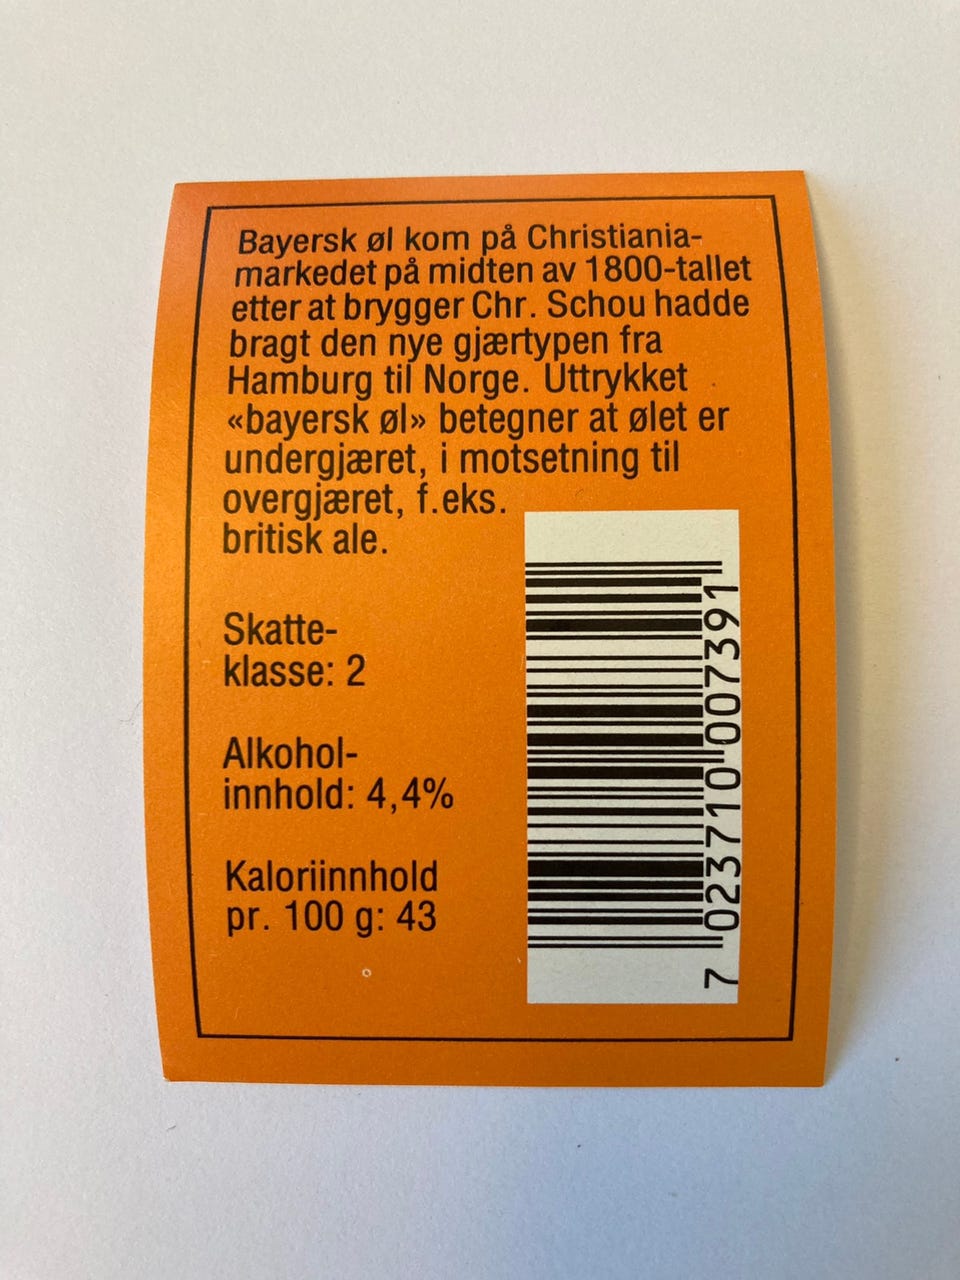 Bayersk øl kom på Christiania-
markedet på midten av 1800-tallet
etter at brygger Chr. Schou hadde
bragt den nye gjærtypen fra
Hamburg til Norge. Uttrykket
«bayersk øl» betegner at ølet er
undergjæret, i motsetning til
overgjæret, f.eks.
britisk ale.
Skatte-
klasse: 2
Alkohol-
innhold: 4,4%
Kaloriinnhold
pr. 100 g: 43
7 023710 007391